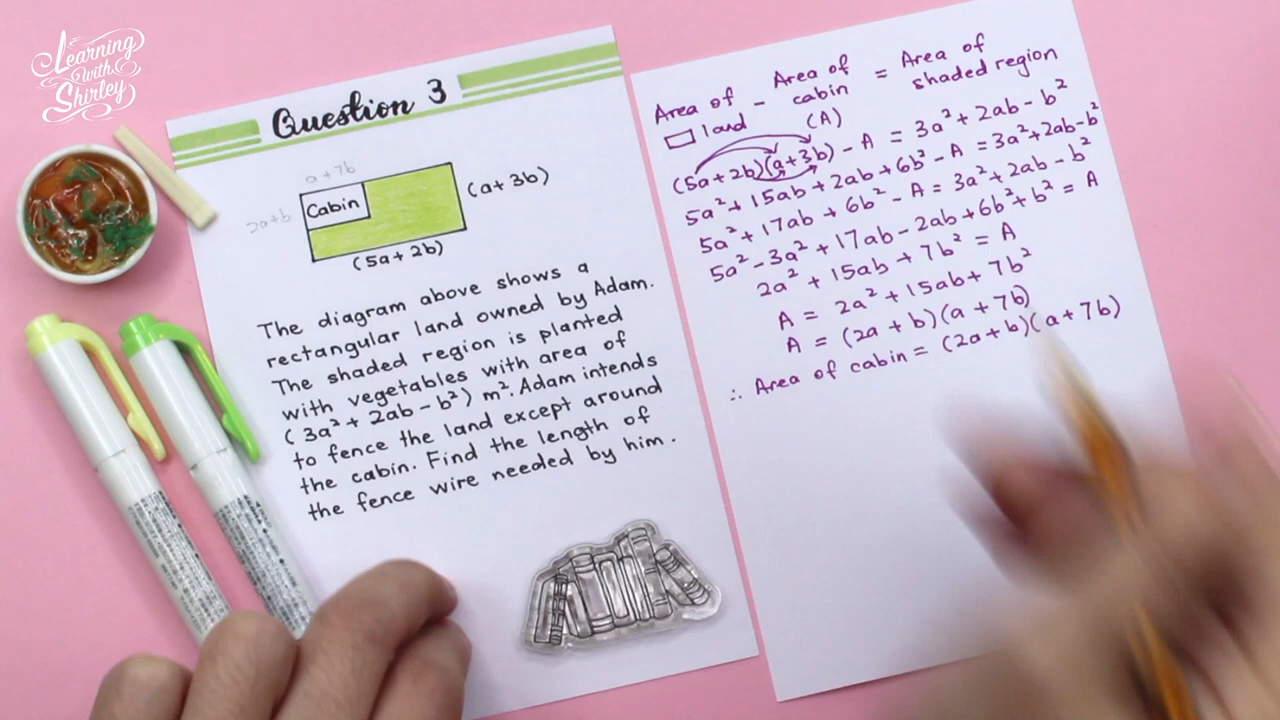 Learning
With
Shirley
Question 3
a + 7b
2a+b
Cabin
(a + 3b)
(5a + 2b)
The diagram above shows a
rectangular land owned by Adam.
The shaded region is planted
with vegetables with area of
(3a² + 2ab - b²) m². Adam intends
to fence the land except around
the cabin. Find the length of
the fence wire needed by him.
Area of ▭ land - Area of cabin (A) = Area of shaded region
(5a+2b)(a+3b) - A = 3a² + 2ab - b²
5a² + 15ab + 2ab + 6b² - A = 3a² + 2ab - b²
5a² + 17ab + 6b² - A = 3a² + 2ab - b²
5a² - 3a² + 17ab - 2ab + 6b² + b² = A
2a² + 15ab + 7b² = A
A = 2a² + 15ab + 7b²
A = (2a + b)(a + 7b)
∴ Area of cabin = (2a + b)(a + 7b)